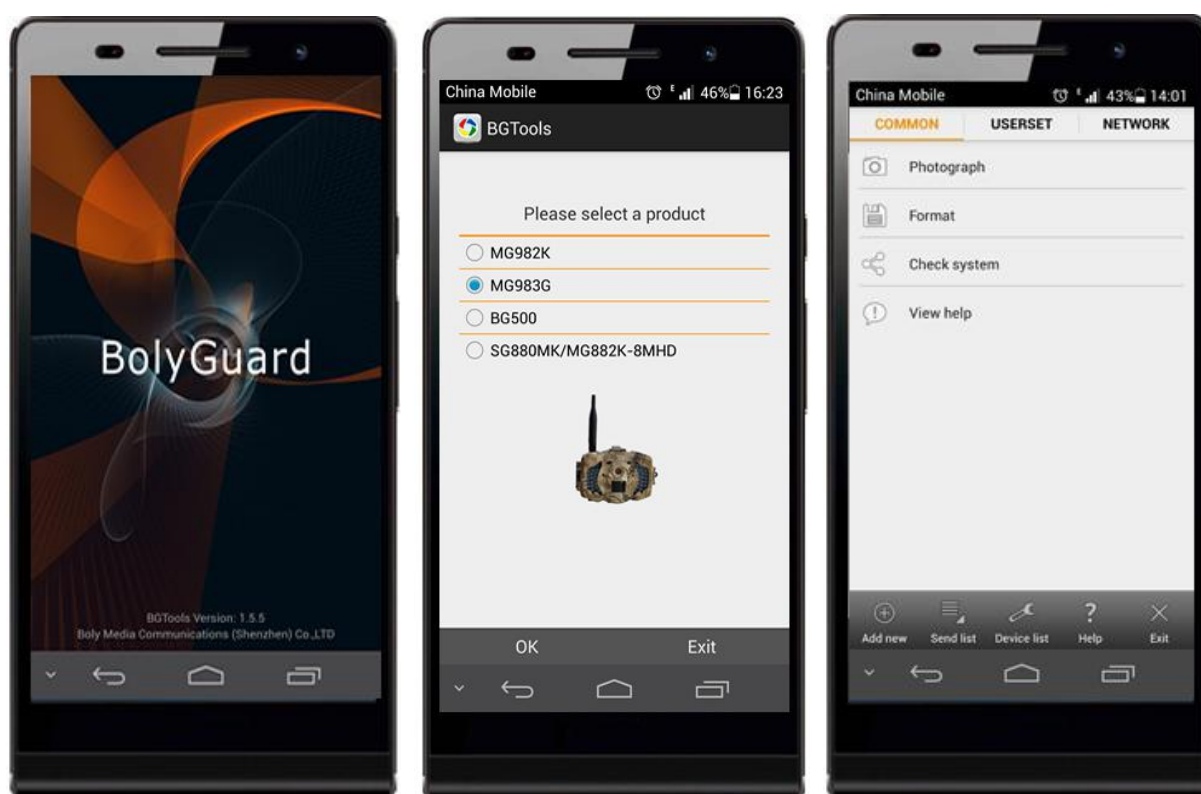 BolyGuard
BGTools Version: 1.5.5
Boly Media Communications (Shenzhen) Co.,LTD
China Mobile 46% 16:23
BGTools
Please select a product
MG982K
MG983G
BG500
SG880MK/MG882K-8MHD
OK Exit
China Mobile 43% 14:01
COMMON USERSET NETWORK
Photograph
Format
Check system
View help
Add new Send list Device list Help Exit